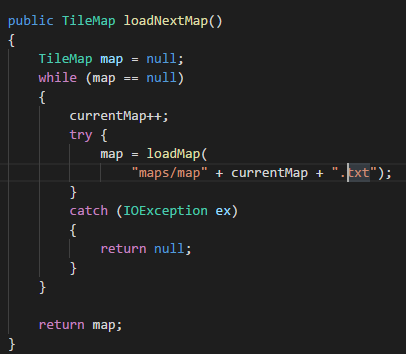 public TileMap loadNextMap()
{
    TileMap map = null;
    while (map == null)
    {
        currentMap++;
        try {
            map = loadMap(
                "maps/map" + currentMap + ".txt");
        }
        catch (IOException ex)
        {
            return null;
        }
    }

    return map;
}